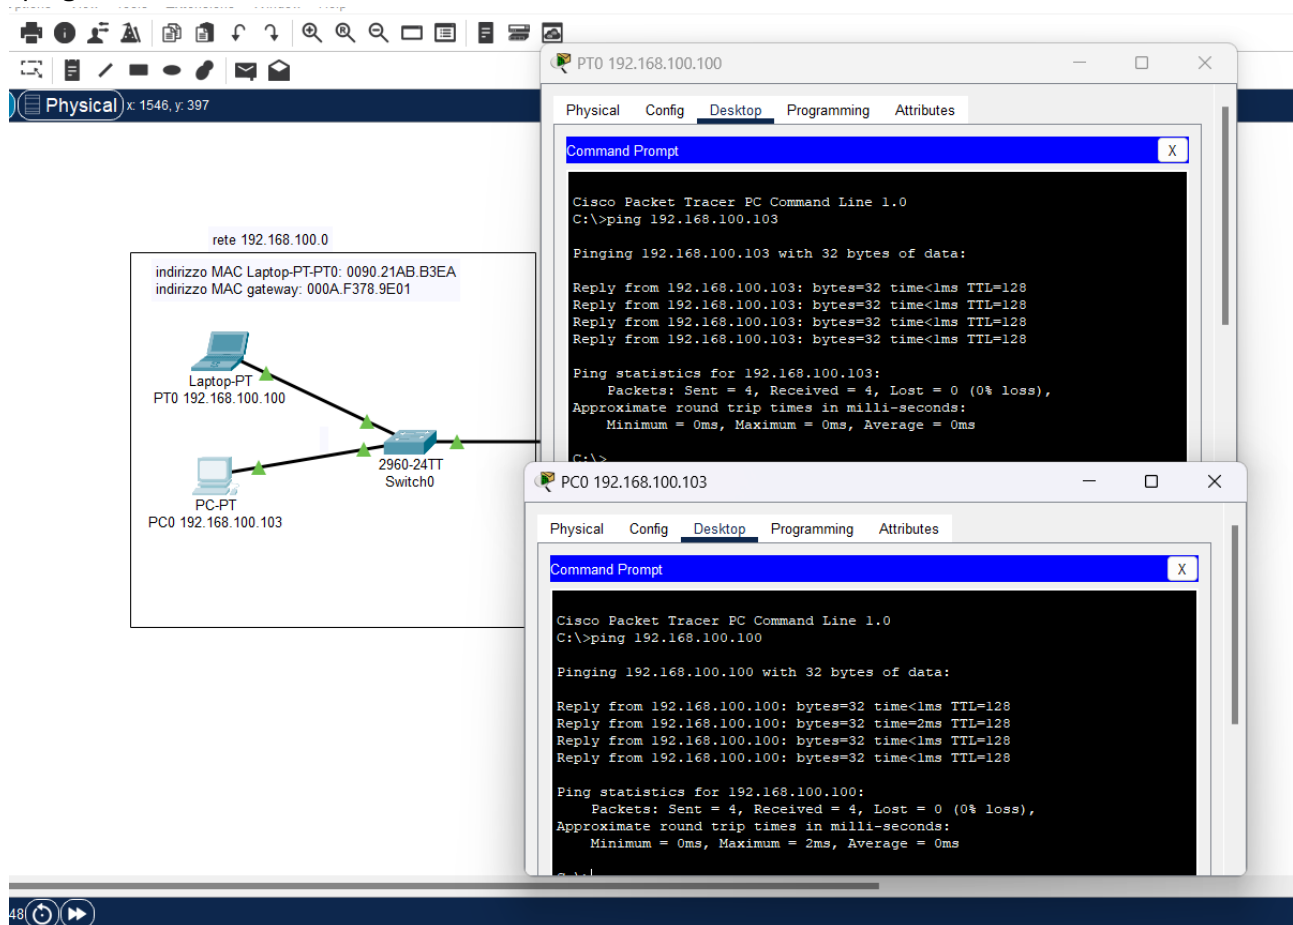 Physical x: 1546, y: 397
rete 192.168.100.0
indirizzo MAC Laptop-PT-PT0: 0090.21AB.B3EA
indirizzo MAC gateway: 000A.F378.9E01
Laptop-PT
PT0 192.168.100.100
2960-24TT
Switch0
PC-PT
PC0 192.168.100.103
PT0 192.168.100.100
Physical Config Desktop Programming Attributes
Command Prompt X
Cisco Packet Tracer PC Command Line 1.0
C:\>ping 192.168.100.103
Pinging 192.168.100.103 with 32 bytes of data:
Reply from 192.168.100.103: bytes=32 time<1ms TTL=128
Reply from 192.168.100.103: bytes=32 time<1ms TTL=128
Reply from 192.168.100.103: bytes=32 time<1ms TTL=128
Reply from 192.168.100.103: bytes=32 time<1ms TTL=128
Ping statistics for 192.168.100.103:
Packets: Sent = 4, Received = 4, Lost = 0 (0% loss),
Approximate round trip times in milli-seconds:
Minimum = 0ms, Maximum = 0ms, Average = 0ms
C:\>
PC0 192.168.100.103
Physical Config Desktop Programming Attributes
Command Prompt X
Cisco Packet Tracer PC Command Line 1.0
C:\>ping 192.168.100.100
Pinging 192.168.100.100 with 32 bytes of data:
Reply from 192.168.100.100: bytes=32 time<1ms TTL=128
Reply from 192.168.100.100: bytes=32 time=2ms TTL=128
Reply from 192.168.100.100: bytes=32 time<1ms TTL=128
Reply from 192.168.100.100: bytes=32 time<1ms TTL=128
Ping statistics for 192.168.100.100:
Packets: Sent = 4, Received = 4, Lost = 0 (0% loss),
Approximate round trip times in milli-seconds:
Minimum = 0ms, Maximum = 2ms, Average = 0ms
48